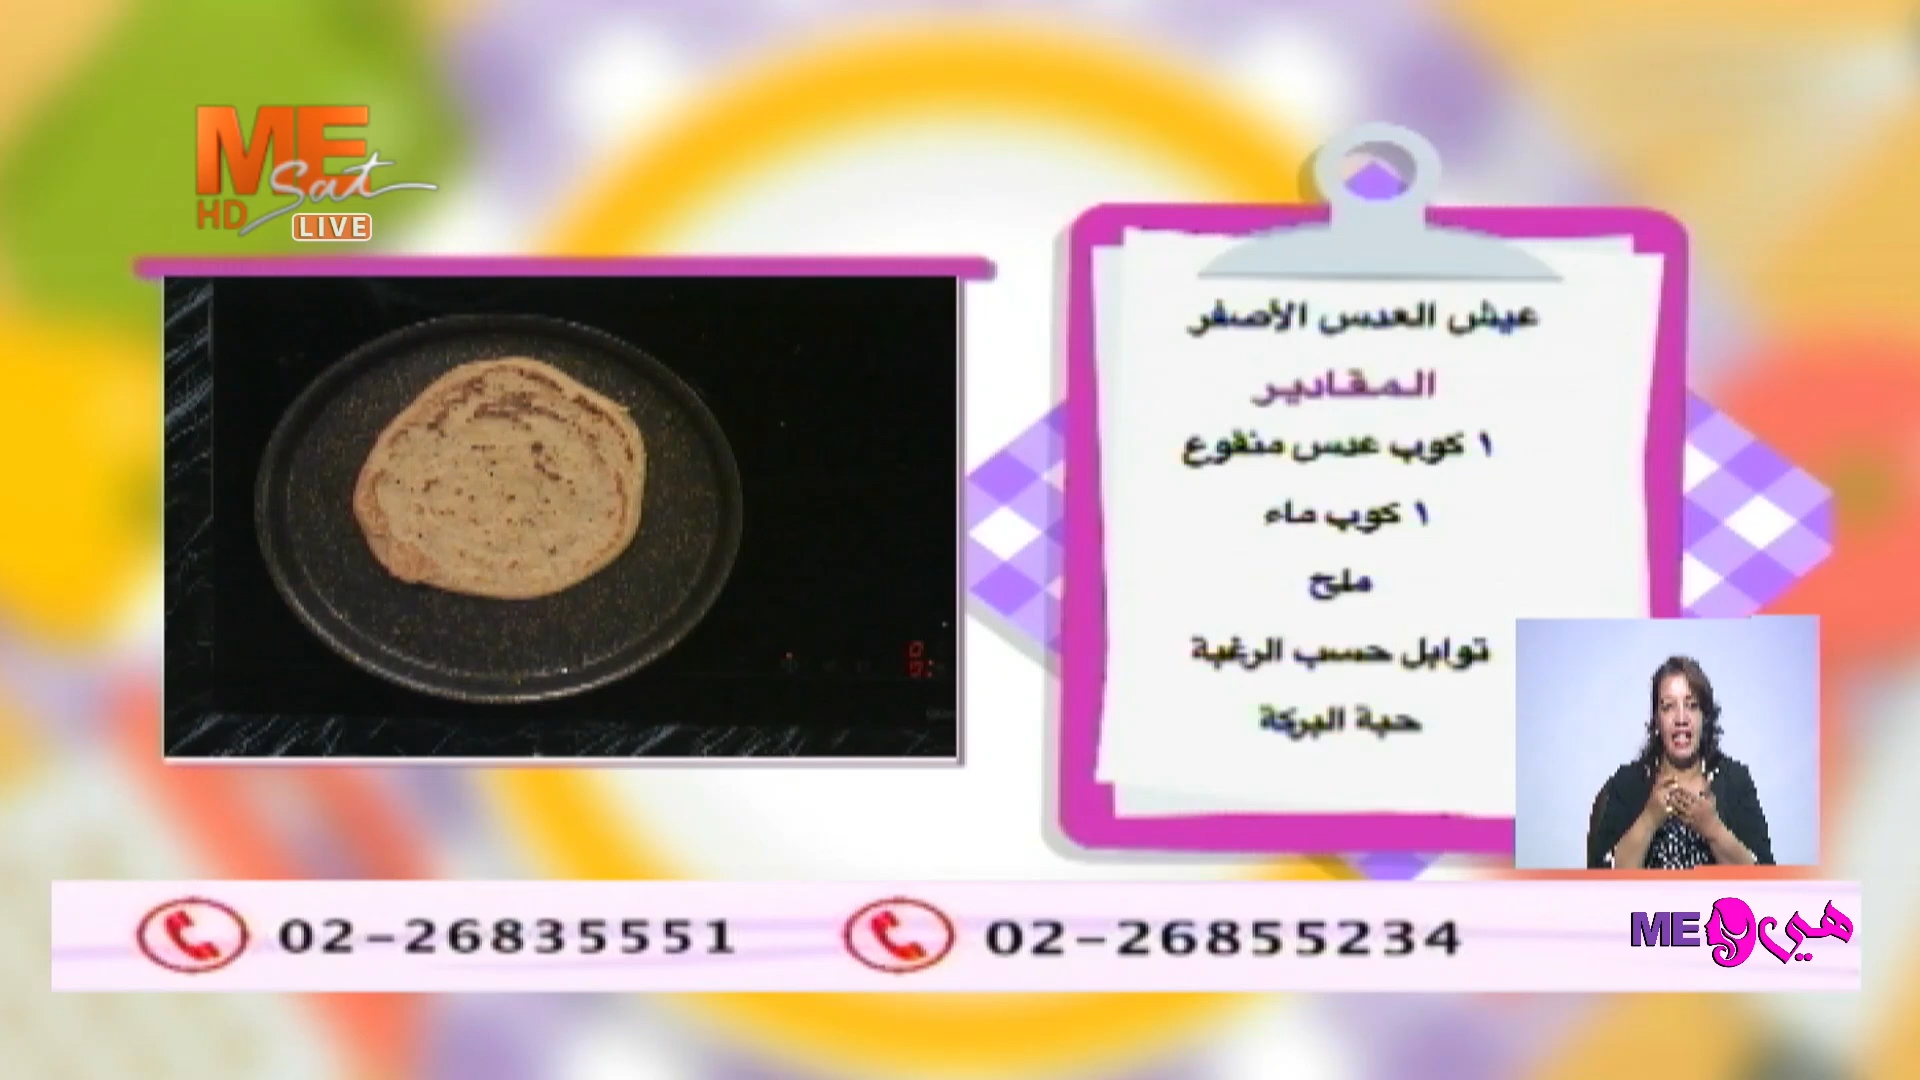 ME
Sat
HD
LIVE
عيش العدس الأصفر
المقادير
١ كوب عدس منقوع
١ كوب ماء
ملح
توابل حسب الرغبة
حبة البركة
02-26835551
02-26855234
ME هي و